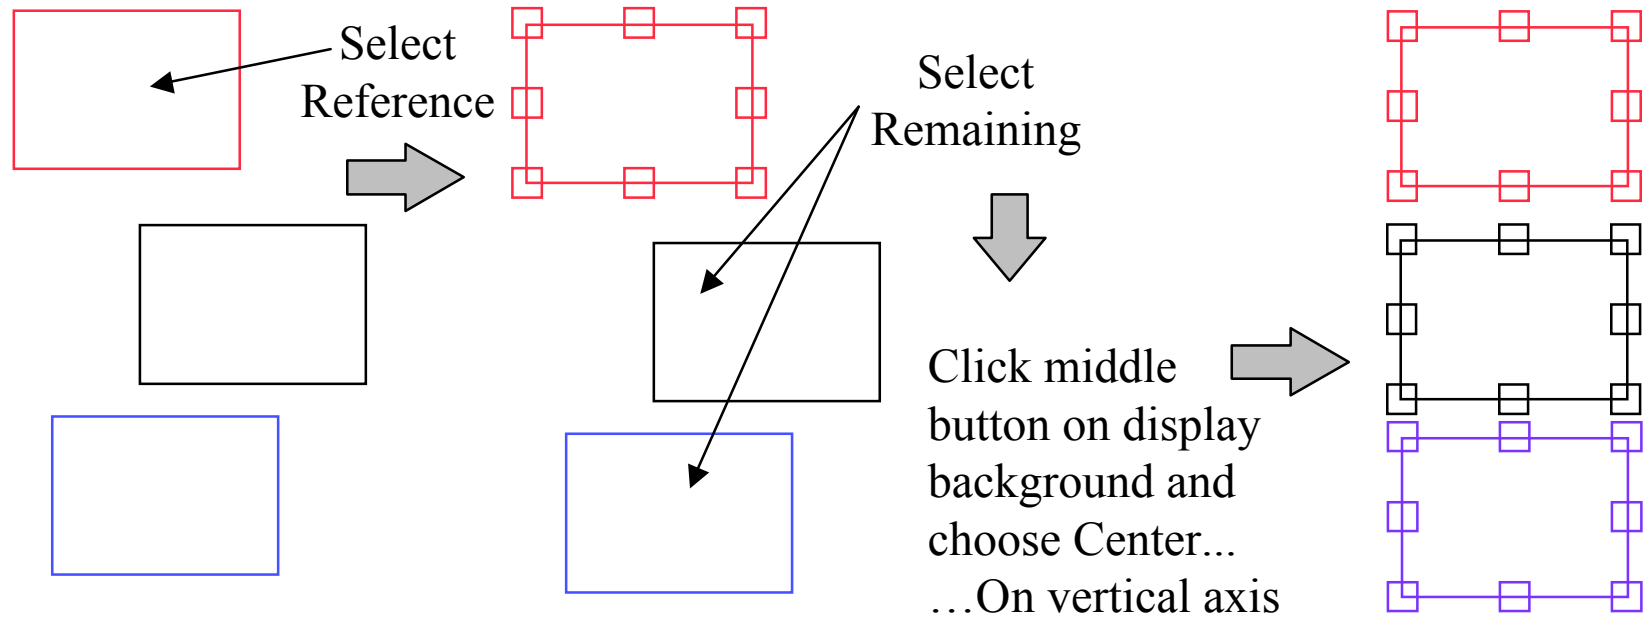 Select
Reference
Select
Remaining
Click middle
button on display
background and
choose Center...
…On vertical axis